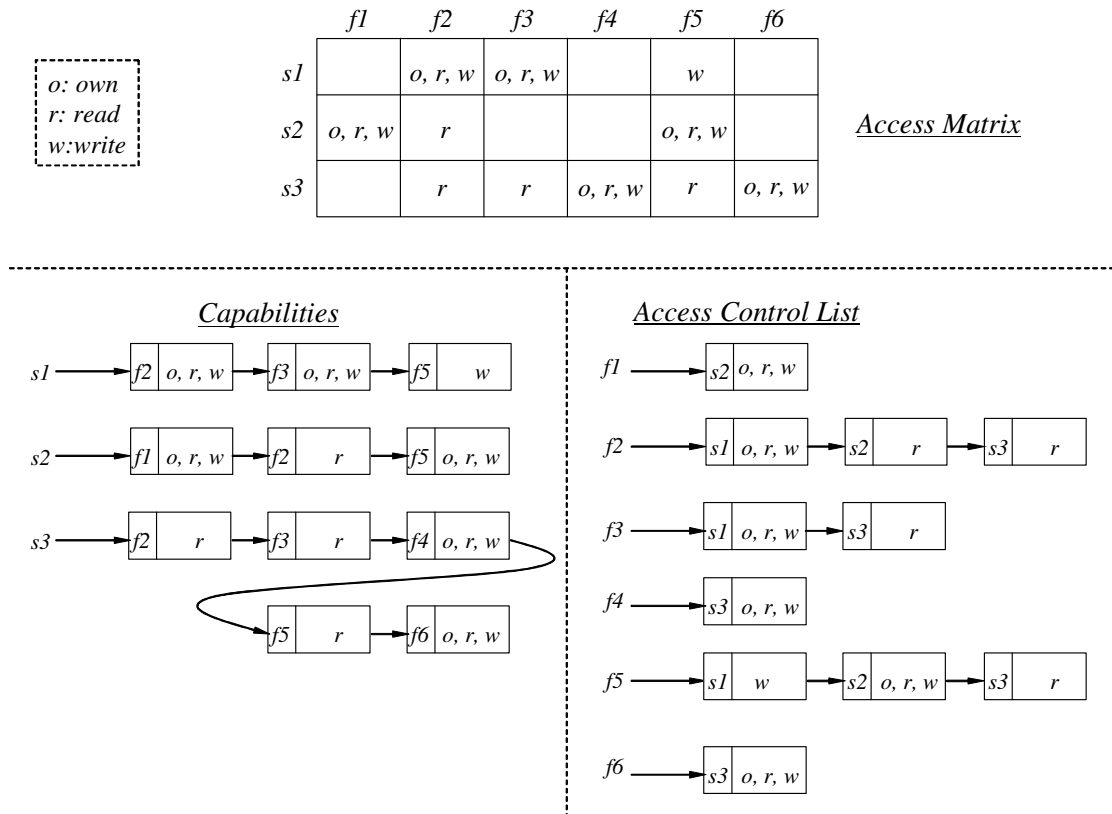 f1 f2 f3 f4 f5 f6
o: own
r: read
w:write
s1 o, r, w o, r, w w
s2 o, r, w r o, r, w
s3 r r o, r, w r o, r, w
Access Matrix
Capabilities
s1 f2 o, r, w f3 o, r, w f5 w
s2 f1 o, r, w f2 r f5 o, r, w
s3 f2 r f3 r f4 o, r, w
f5 r f6 o, r, w
Access Control List
f1 s2 o, r, w
f2 s1 o, r, w s2 r s3 r
f3 s1 o, r, w s3 r
f4 s3 o, r, w
f5 s1 w s2 o, r, w s3 r
f6 s3 o, r, w